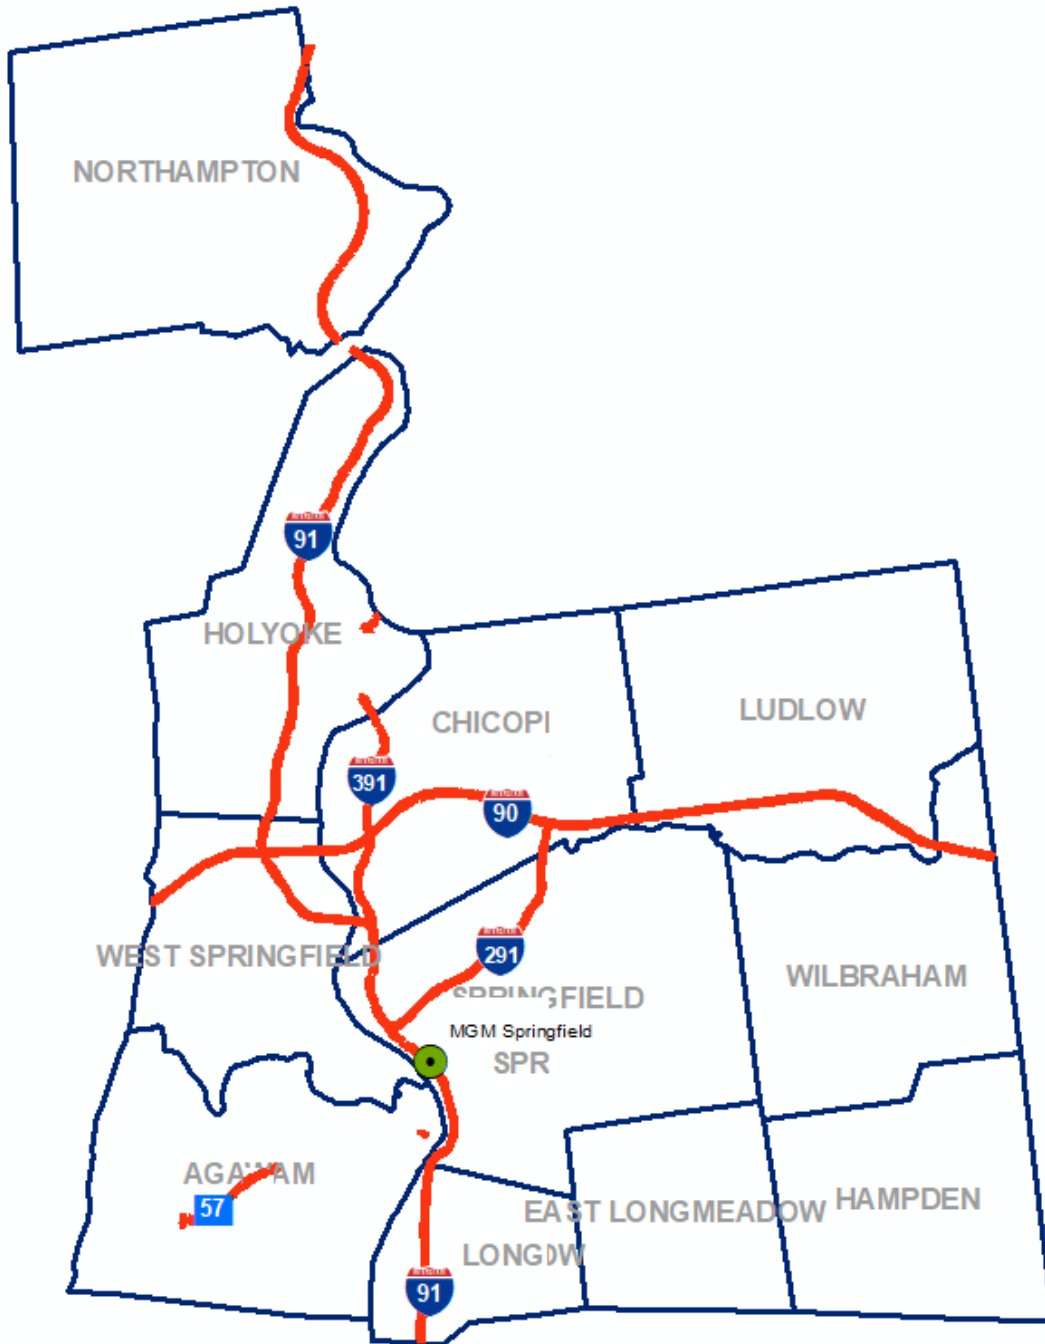 NORTHAMPTON
91
HOLYOKE
CHICOPI
LUDLOW
391
90
WEST SPRINGFIELD
291
WILBRAHAM
SPRINGFIELD
MGM Springfield
SPR
AGAWAM
57
EAST LONGMEADOW
HAMPDEN
91